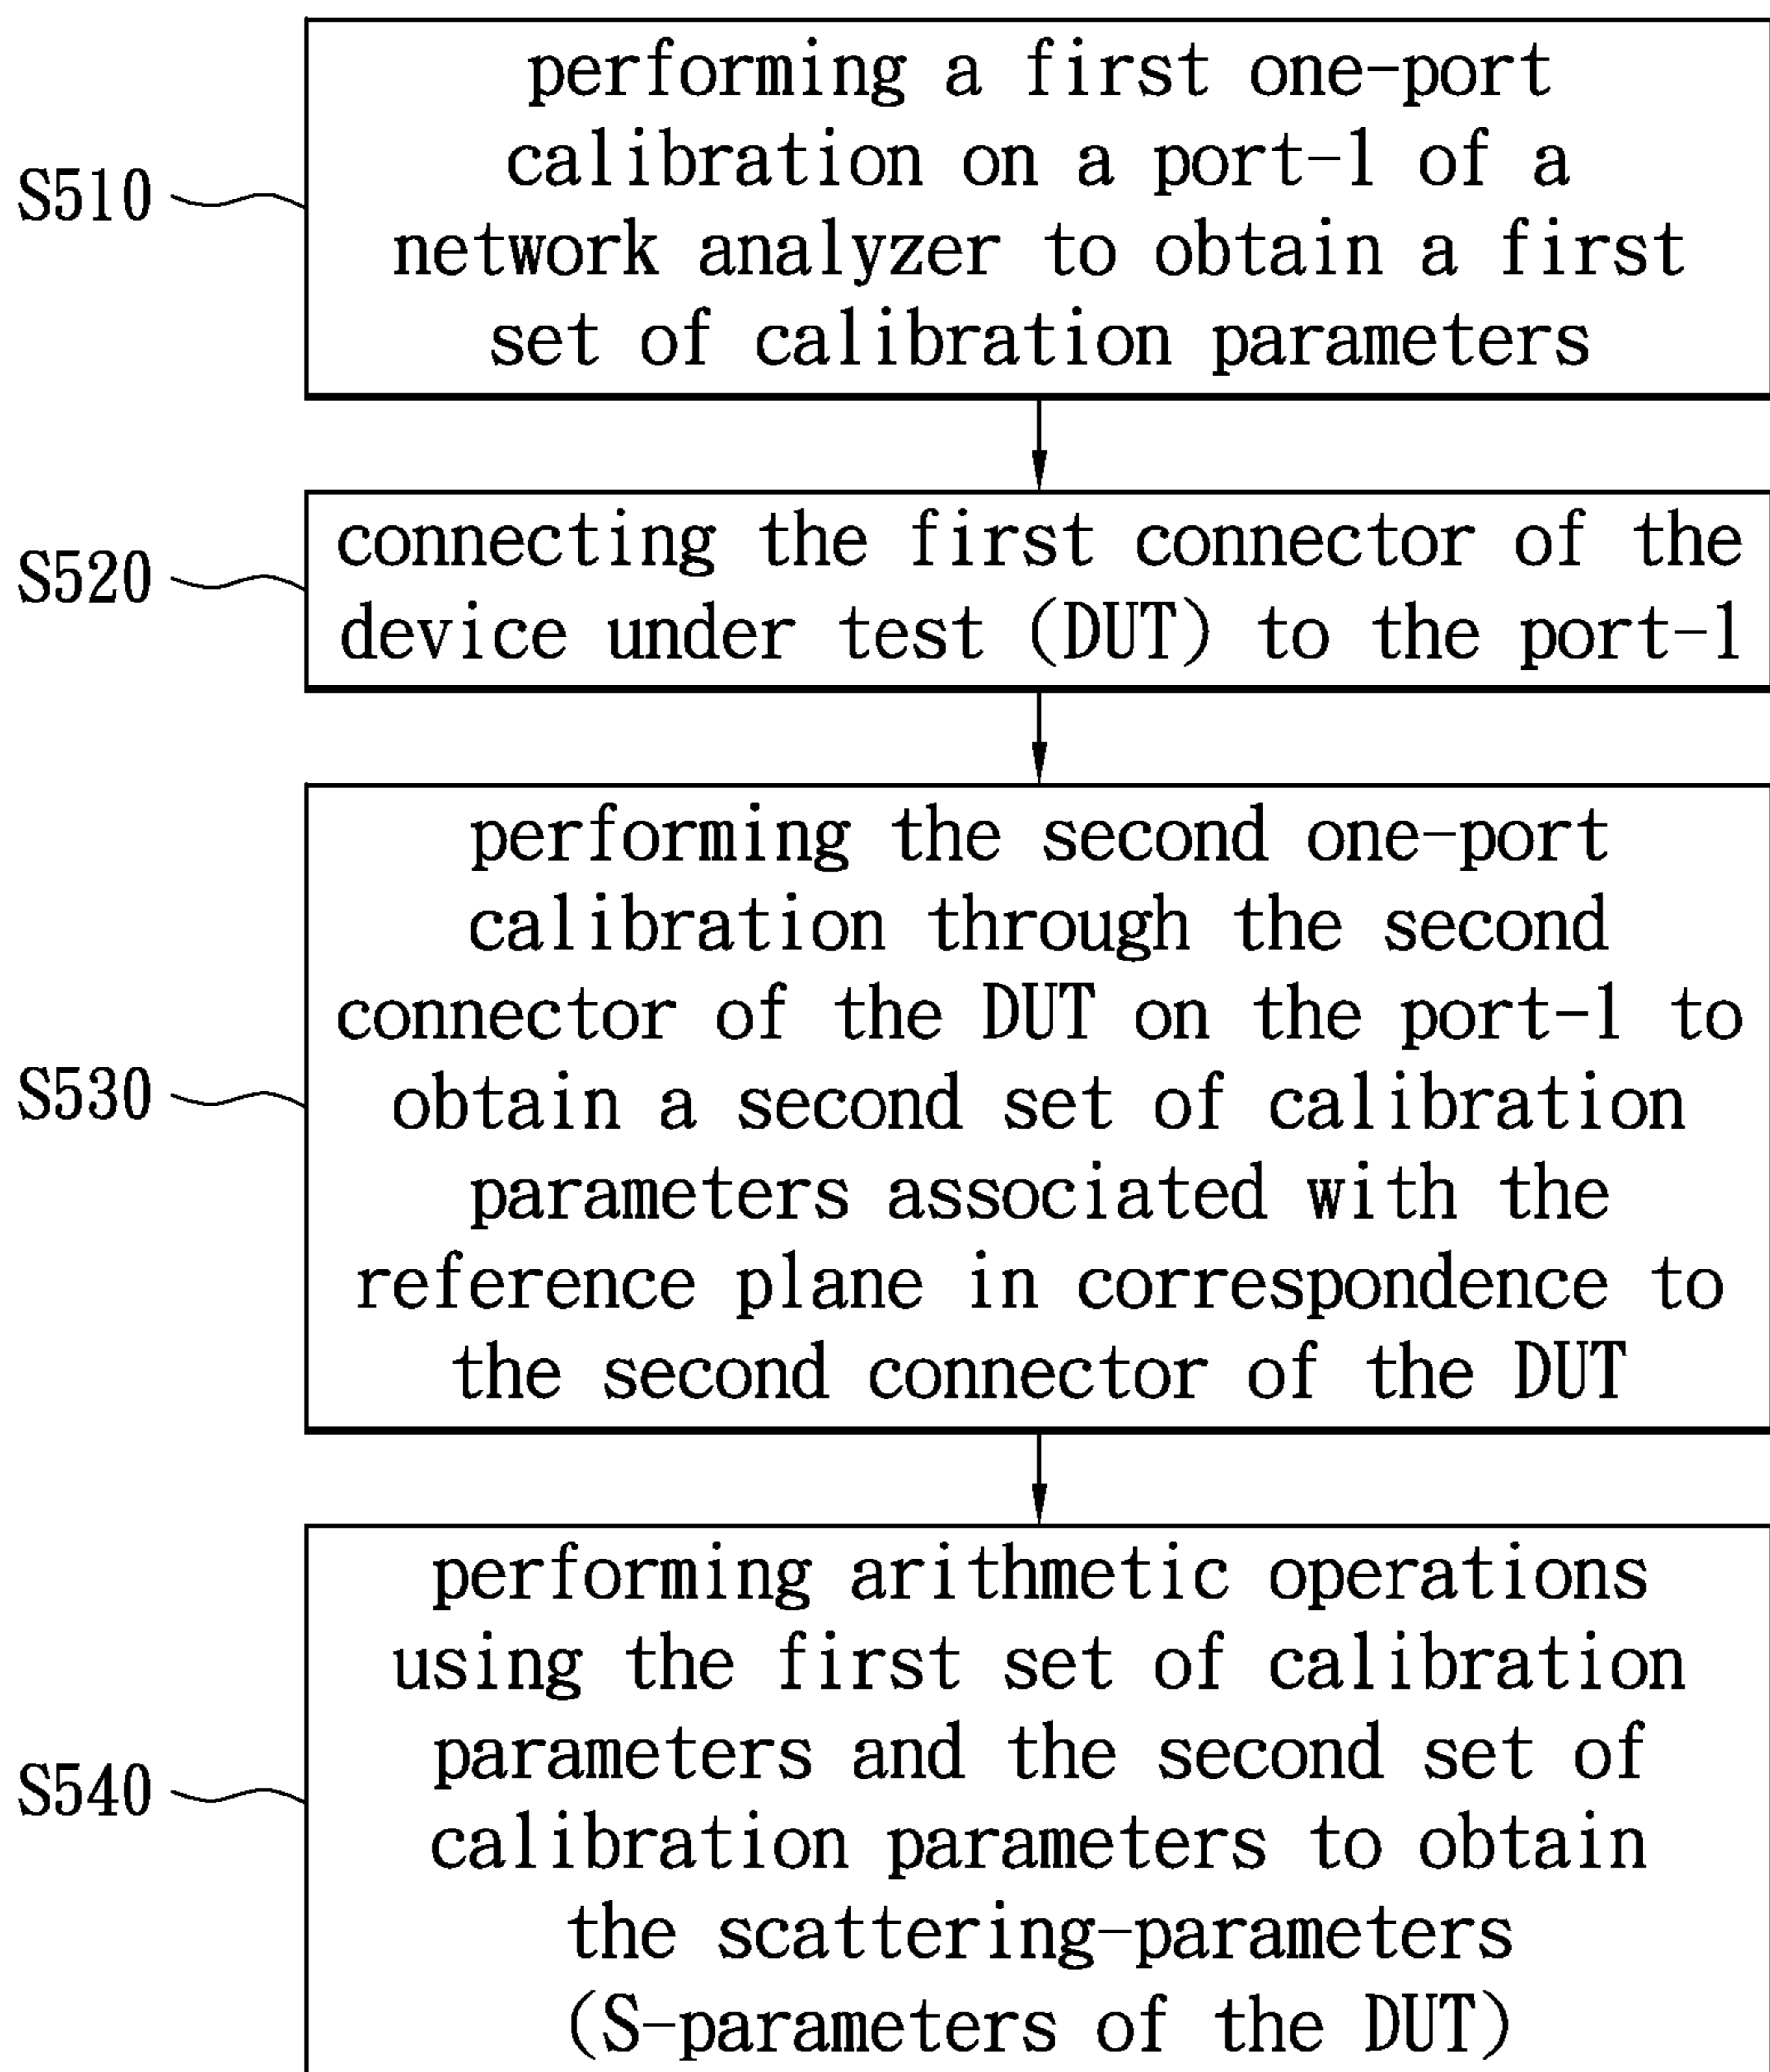 performing a first one-port
calibration on a port-1 of a
network analyzer to obtain a first
set of calibration parameters
S510
connecting the first connector of the
device under test (DUT) to the port-1
S520
performing the second one-port
calibration through the second
connector of the DUT on the port-1 to
obtain a second set of calibration
parameters associated with the
reference plane in correspondence to
the second connector of the DUT
S530
performing arithmetic operations
using the first set of calibration
parameters and the second set of
calibration parameters to obtain
the scattering-parameters
(S-parameters of the DUT)
S540